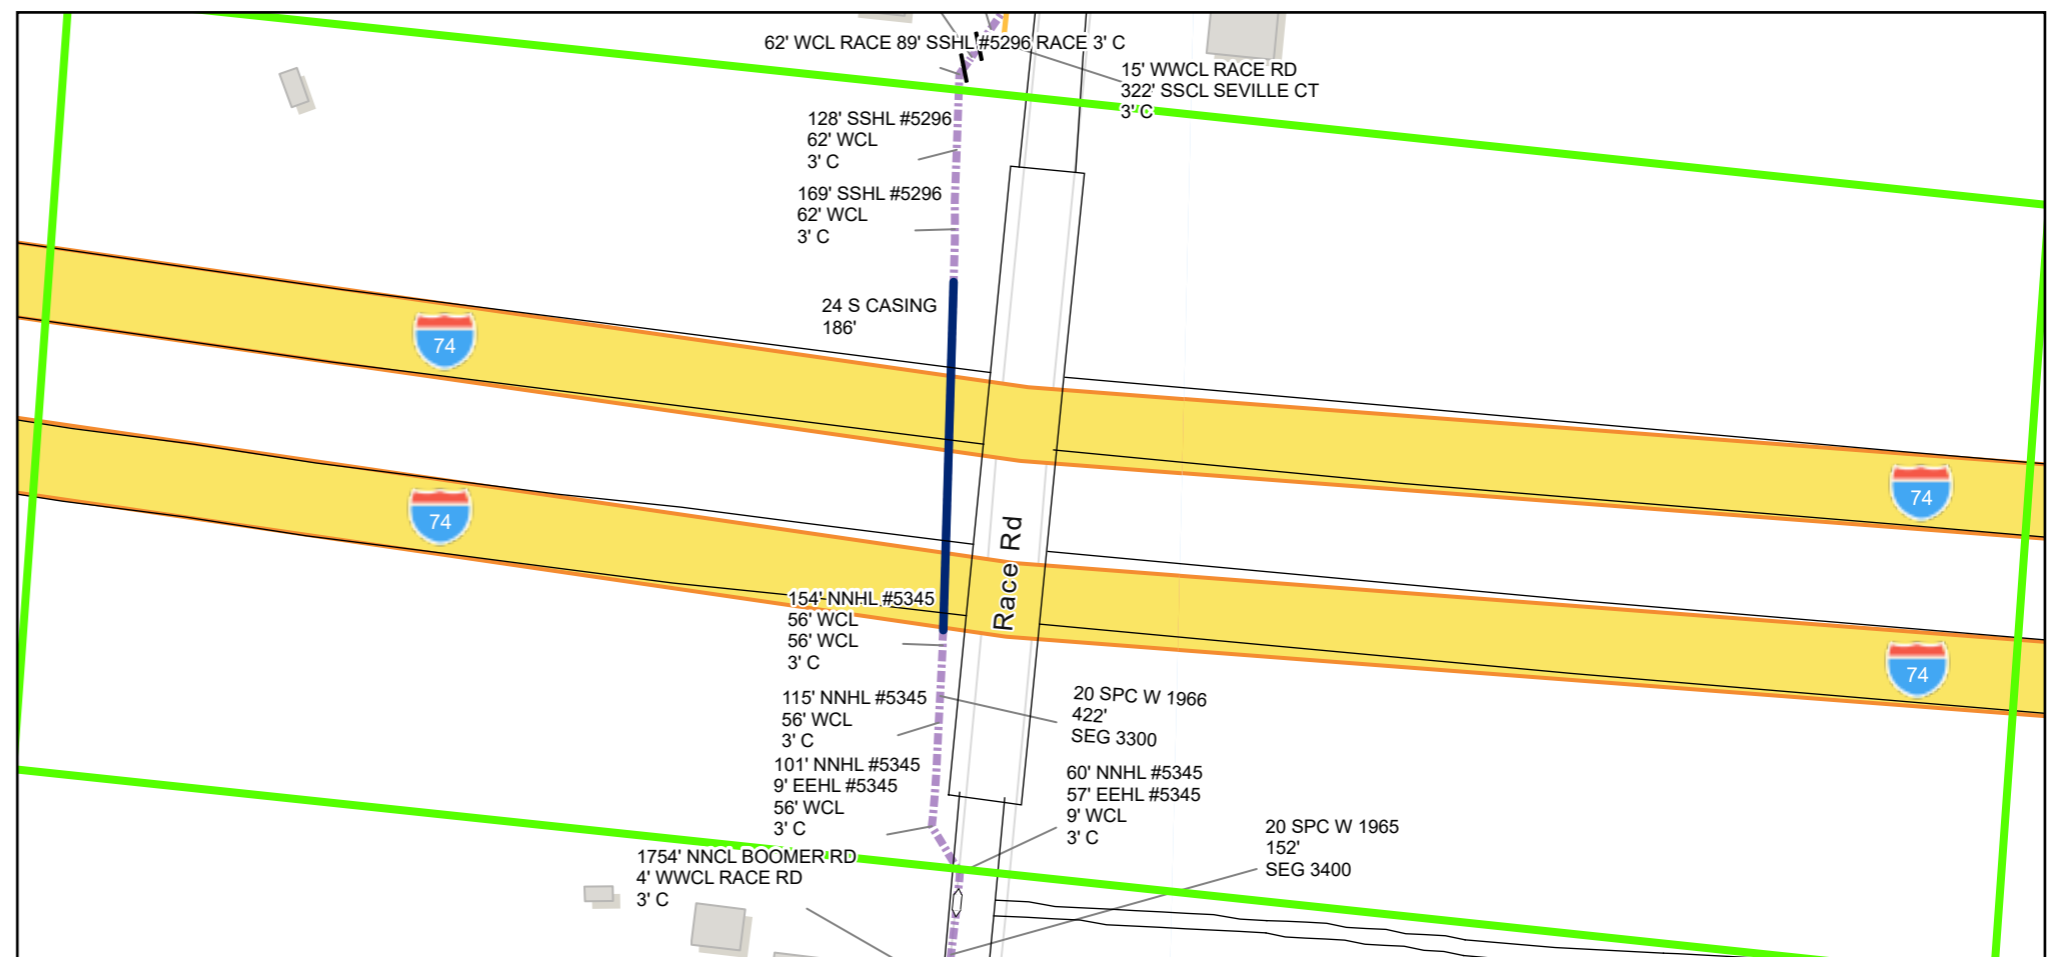 62' WCL RACE 89' SSHL #5296 RACE 3' C
15' WWCL RACE RD
322' SSCL SEVILLE CT
3' C
128' SSHL #5296
62' WCL
3' C
169' SSHL #5296
62' WCL
3' C
24 S CASING
186'
74
74
74
74
Race Rd
154' NNHL #5345
56' WCL
56' WCL
3' C
115' NNHL #5345
56' WCL
3' C
20 SPC W 1966
422'
SEG 3300
101' NNHL #5345
9' EEHL #5345
56' WCL
3' C
60' NNHL #5345
57' EEHL #5345
9' WCL
3' C
20 SPC W 1965
152'
SEG 3400
1754' NNCL BOOMER RD
4' WWCL RACE RD
3' C